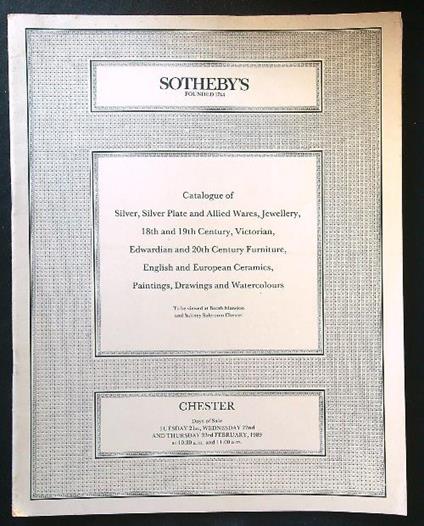 SOTHEBY'S
FOUNDED 1744
Catalogue of
Silver, Silver Plate and Allied Wares, Jewellery,
18th and 19th Century, Victorian,
Edwardian and 20th Century Furniture,
English and European Ceramics,
Paintings, Drawings and Watercolours
To be viewed at Booth Mansion
and Saltney Saleroom Chester
CHESTER
Days of Sale
TUESDAY 21st, WEDNESDAY 22nd
AND THURSDAY 23rd FEBRUARY, 1989
at 10.30 a.m. and 11.00 a.m.